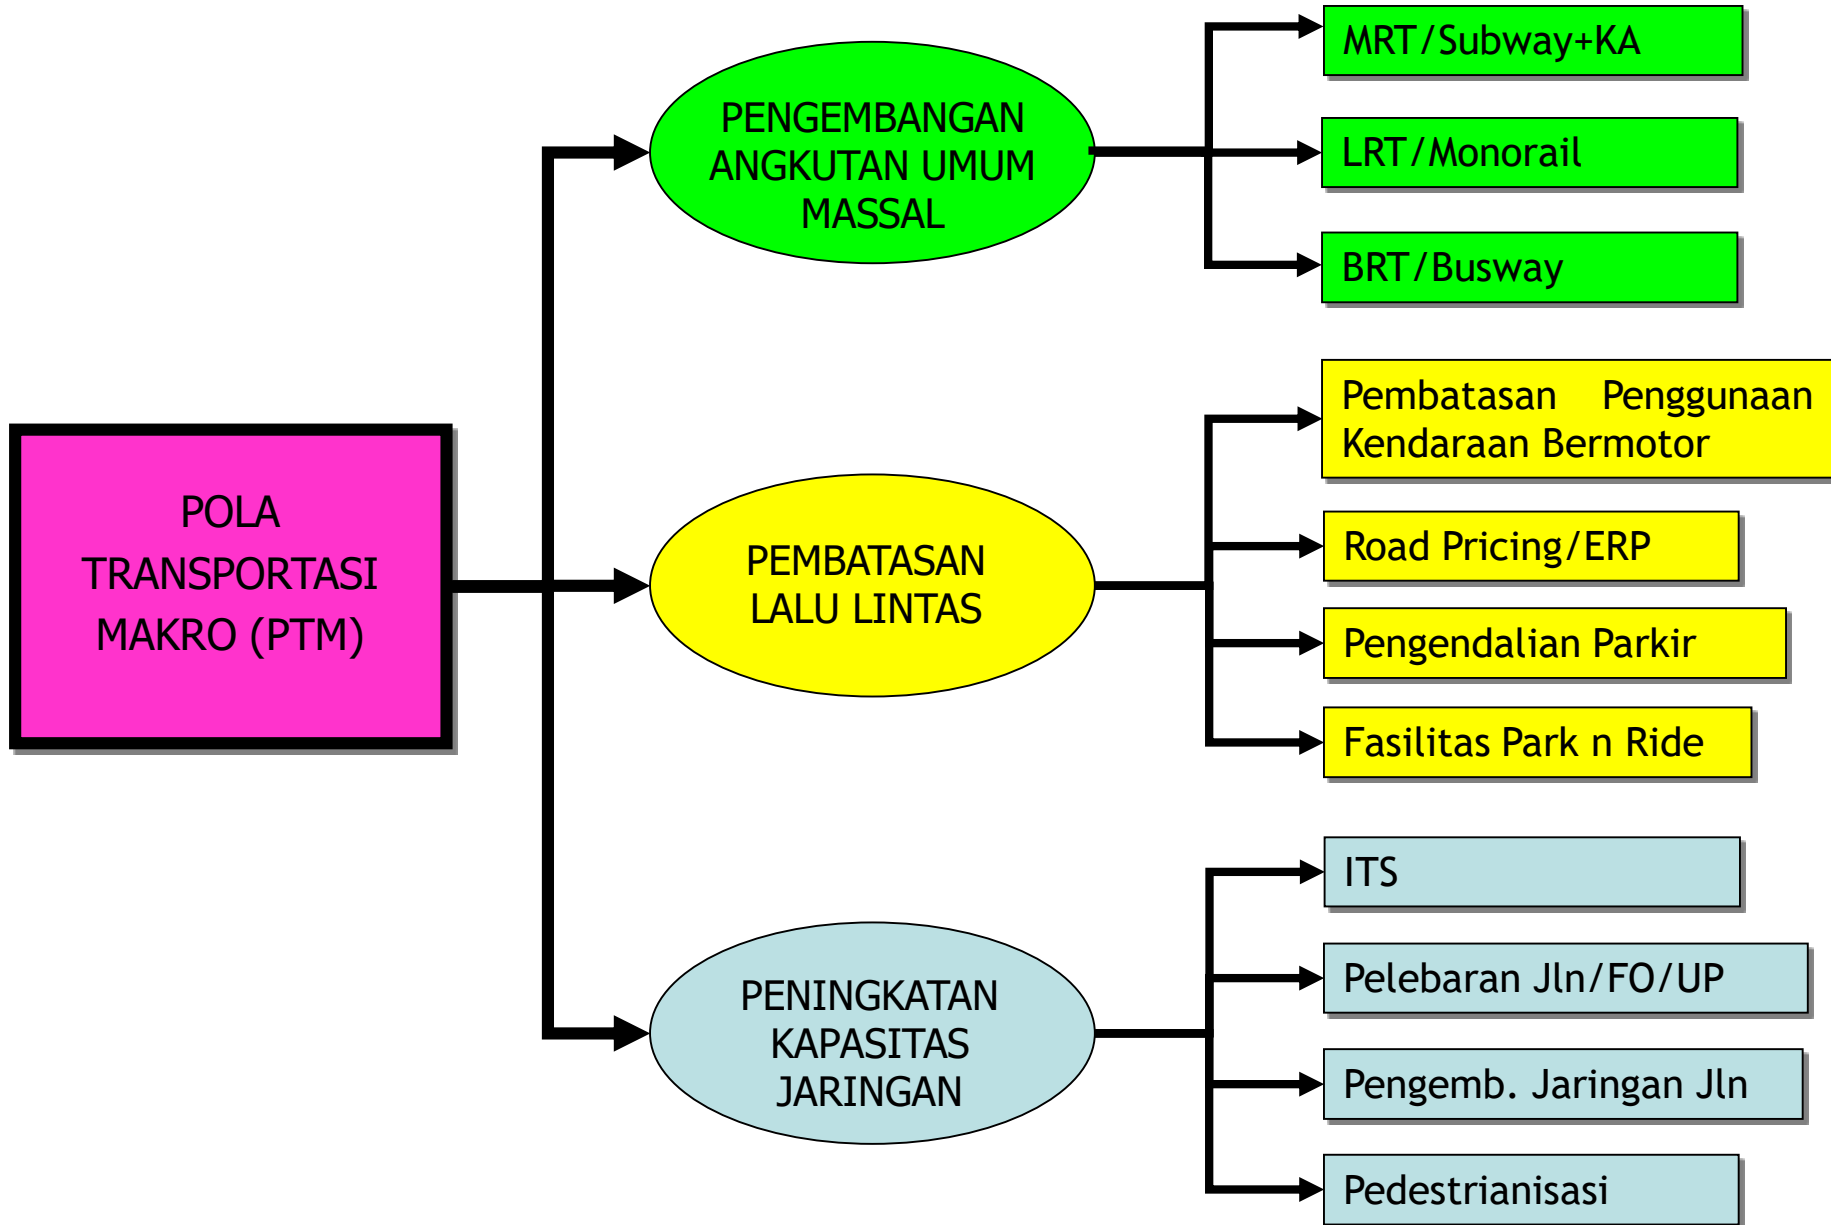 POLA
TRANSPORTASI
MAKRO (PTM)
PENGEMBANGAN
ANGKUTAN UMUM
MASSAL
MRT/Subway+KA
LRT/Monorail
BRT/Busway
PEMBATASAN
LALU LINTAS
Pembatasan Penggunaan
Kendaraan Bermotor
Road Pricing/ERP
Pengendalian Parkir
Fasilitas Park n Ride
PENINGKATAN
KAPASITAS
JARINGAN
ITS
Pelebaran Jln/FO/UP
Pengemb. Jaringan Jln
Pedestrianisasi